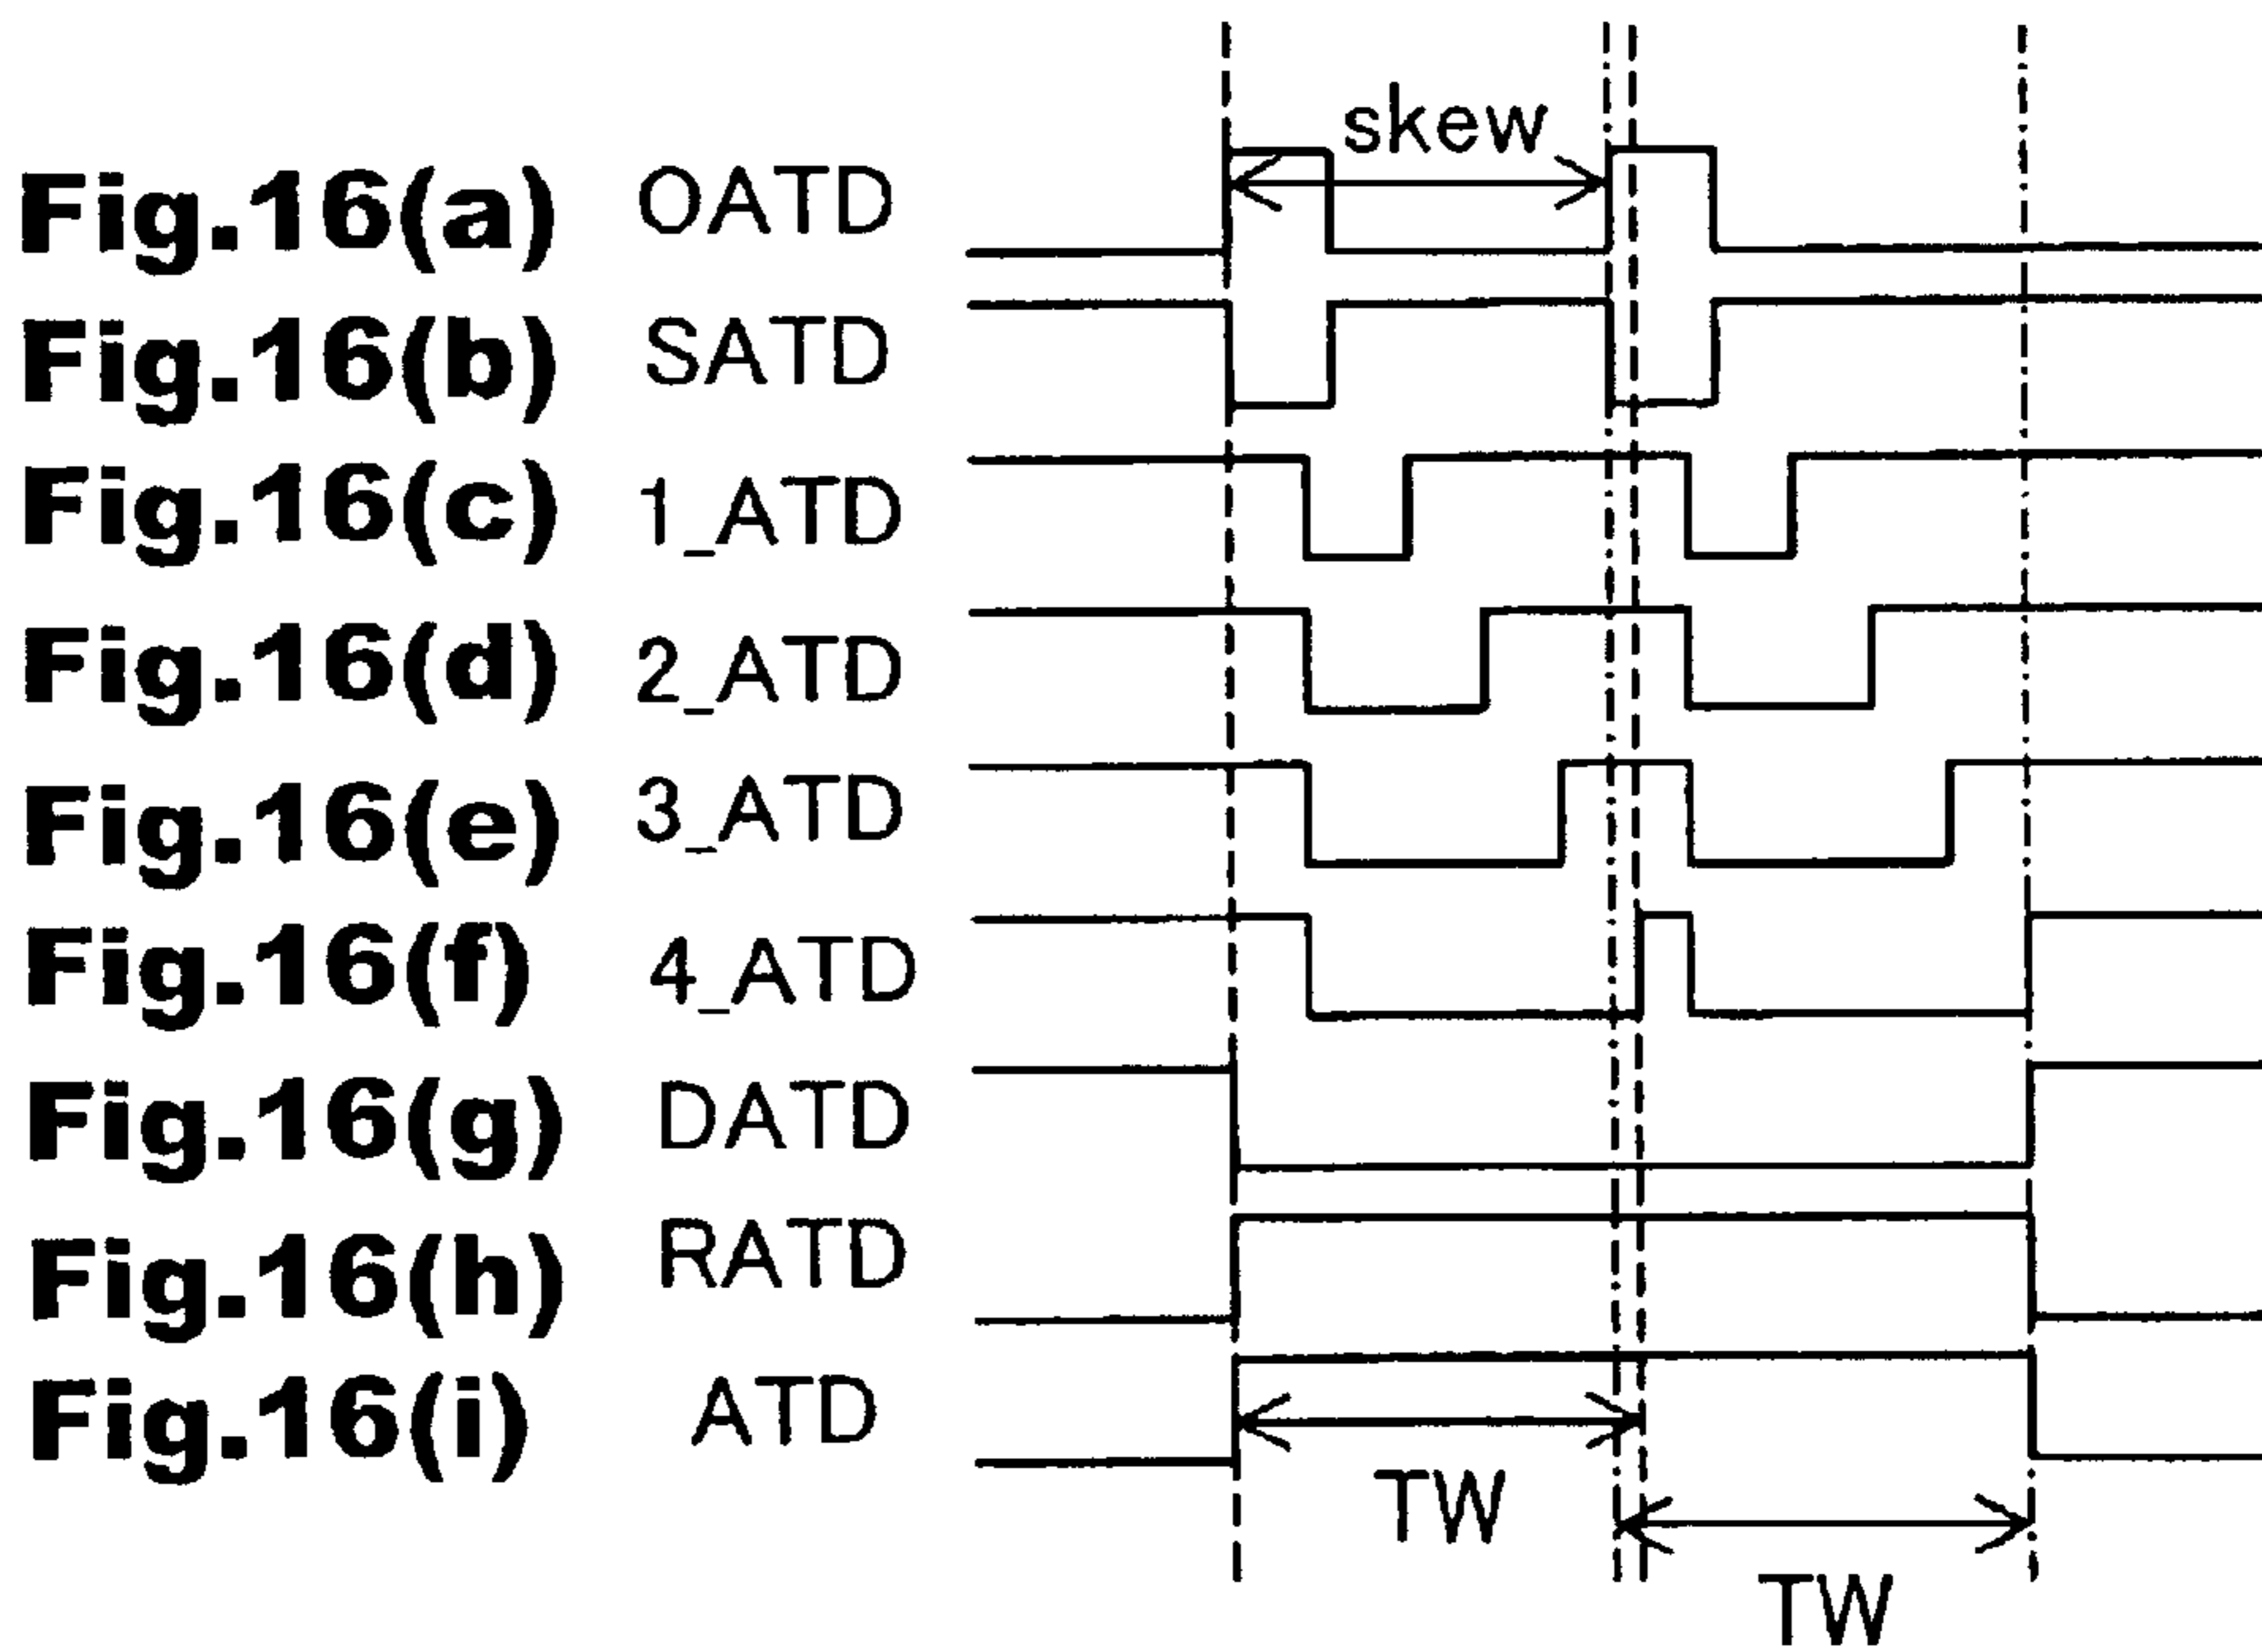 skew
Fig.16(a) OATD
Fig.16(b) SATD
Fig.16(c) 1_ATD
Fig.16(d) 2_ATD
Fig.16(e) 3_ATD
Fig.16(f) 4_ATD
Fig.16(g) DATD
Fig.16(h) RATD
Fig.16(i) ATD
TW
TW